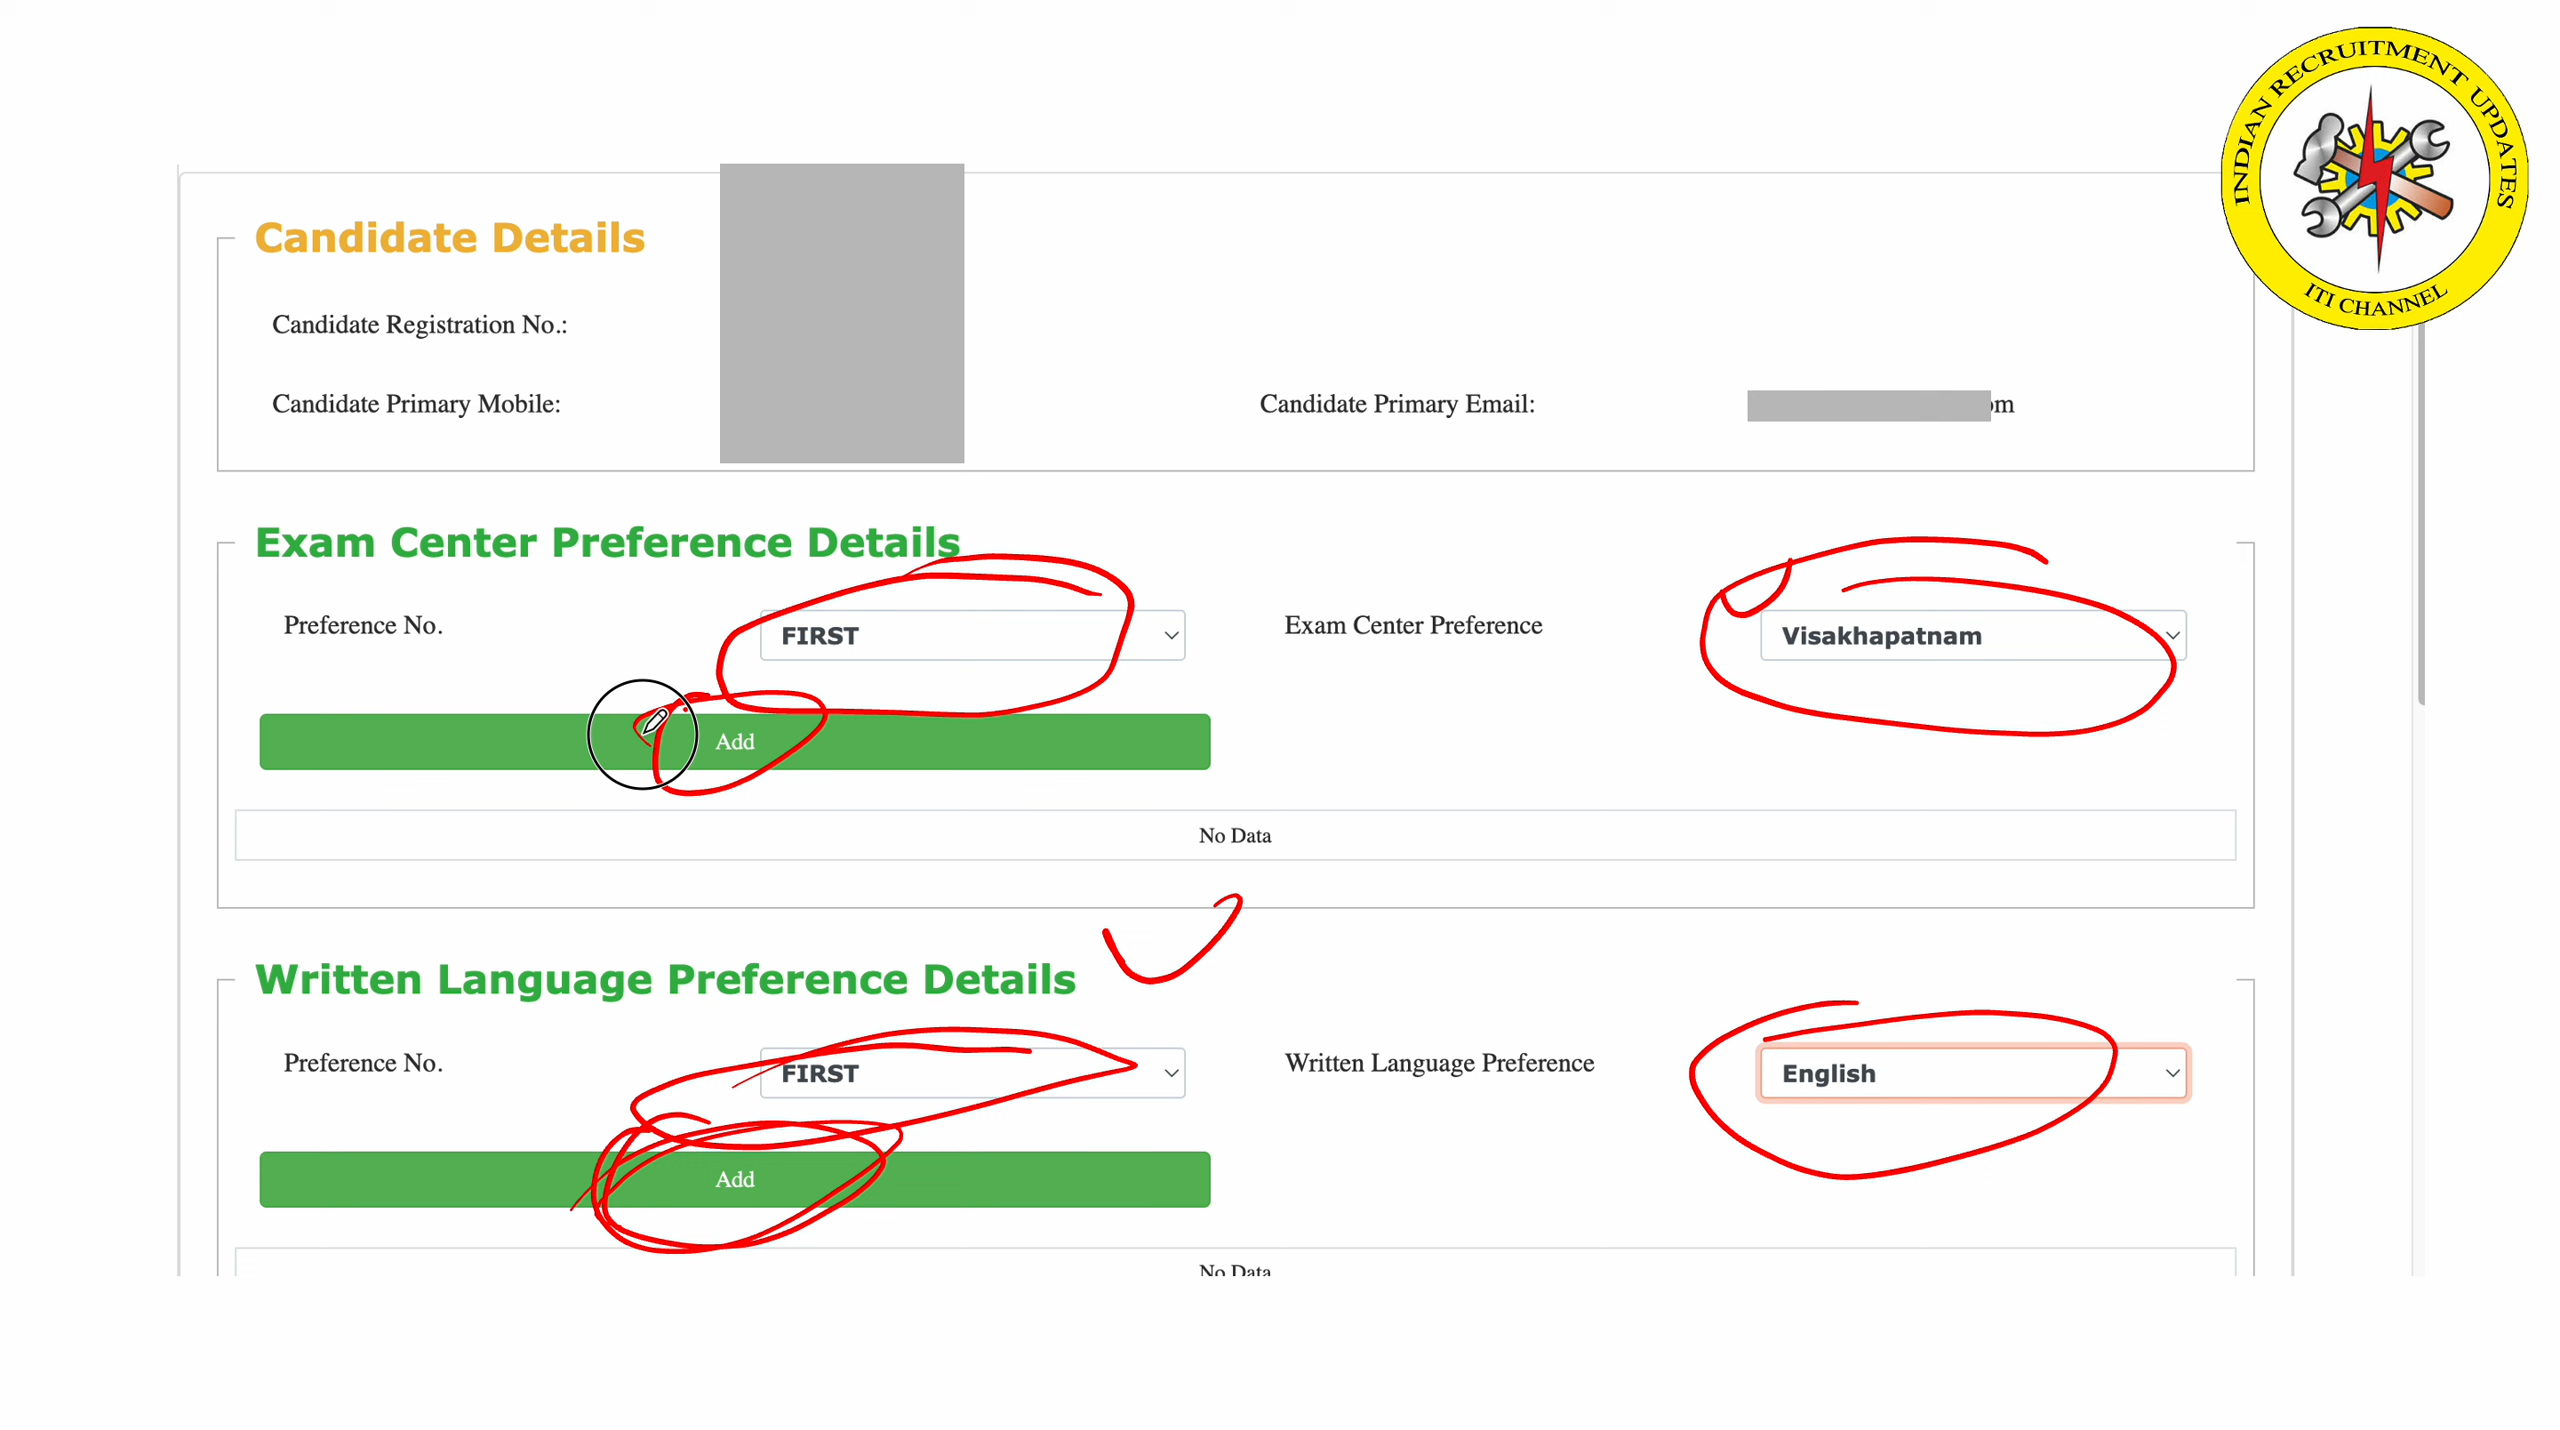 INDIAN RECRUITMENT UPDATES
ITI CHANNEL
Candidate Details
Candidate Registration No.:
Candidate Primary Mobile:
Candidate Primary Email: om
Exam Center Preference Details
Preference No. FIRST Exam Center Preference Visakhapatnam
Add
No Data
Written Language Preference Details
Preference No. FIRST Written Language Preference English
Add
No Data